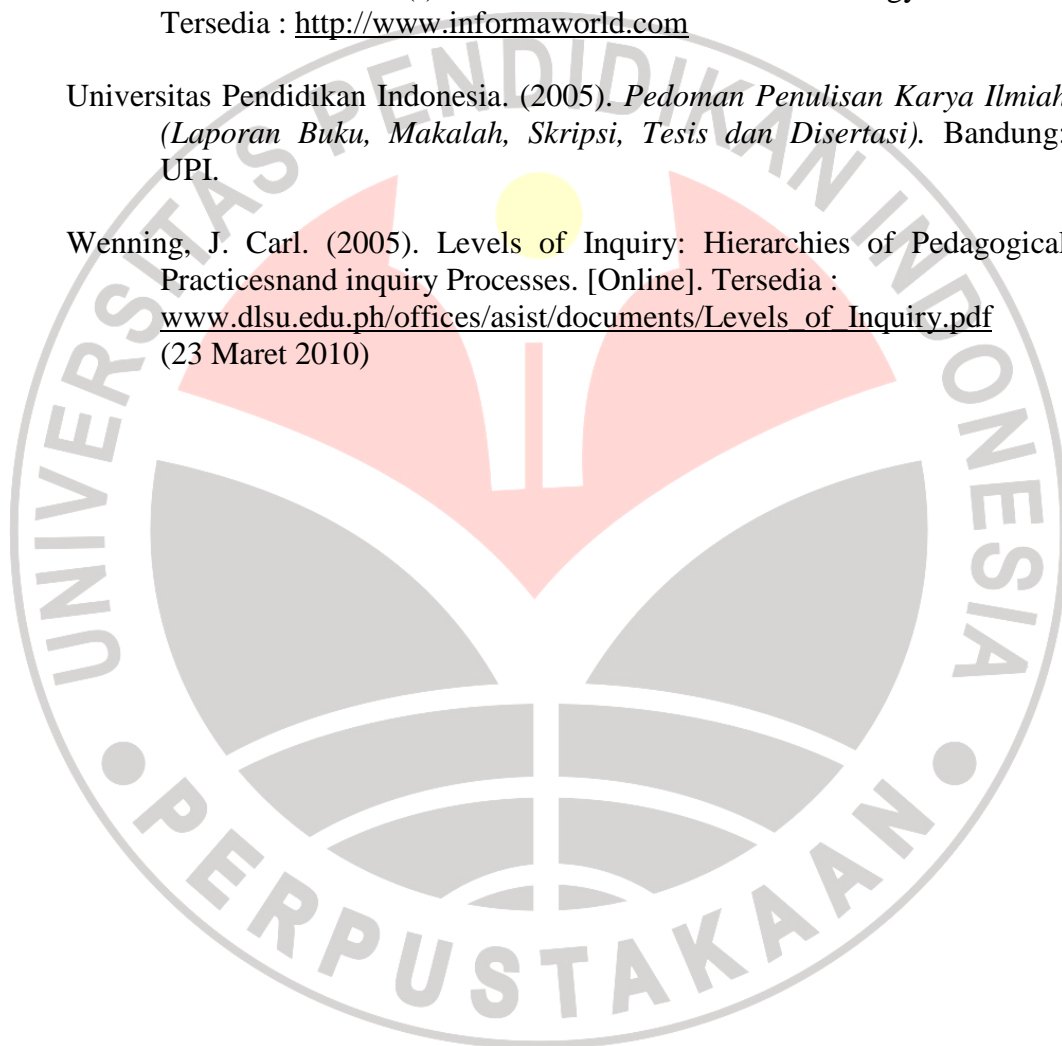 Tersedia : http://www.informaworld.com
Universitas Pendidikan Indonesia. (2005). Pedoman Penulisan Karya Ilmiah
(Laporan Buku, Makalah, Skripsi, Tesis dan Disertasi). Bandung:
UPI.
Wenning, J. Carl. (2005). Levels of Inquiry: Hierarchies of Pedagogical
Practicesnand inquiry Processes. [Online]. Tersedia :
www.dlsu.edu.ph/offices/asist/documents/Levels_of_Inquiry.pdf
(23 Maret 2010)
UNIVERSITAS PENDIDIKAN INDONESIA
PERPUSTAKAAN